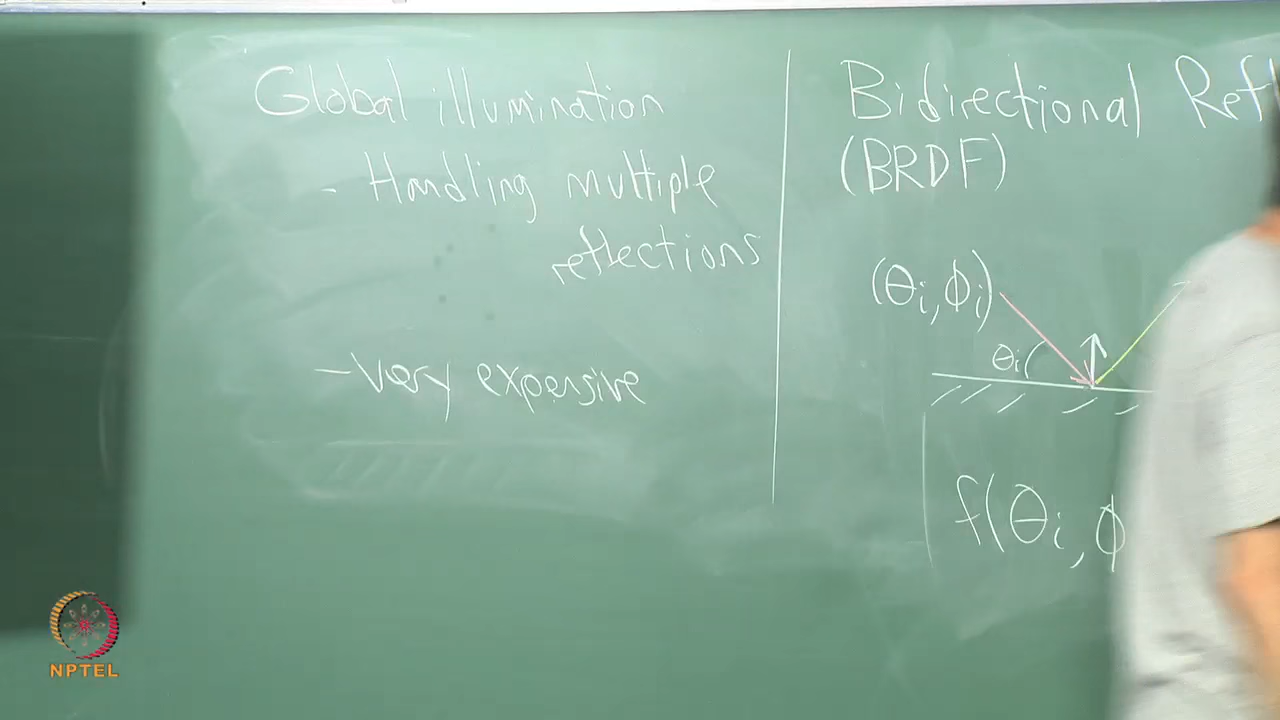 Global illumination
- Handling multiple
reflections
- Very expensive
Bidirectional Refl
(BRDF)
(θi, φi)
θi
f(θi, φ
NPTEL